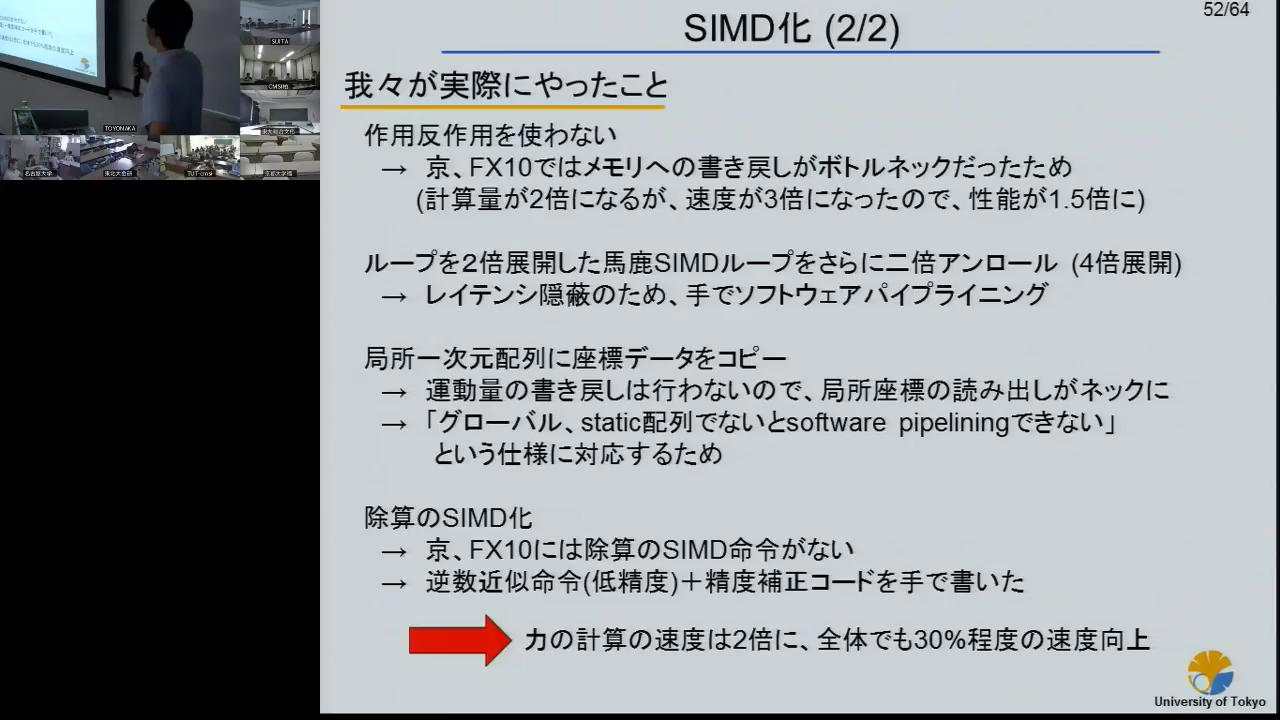 52/64
SIMD化 (2/2)
我々が実際にやったこと
作用反作用を使わない
→ 京、FX10ではメモリへの書き戻しがボトルネックだったため
(計算量が2倍になるが、速度が3倍になったので、性能が1.5倍に)
ループを２倍展開した馬鹿SIMDループをさらに二倍アンロール (4倍展開)
→ レイテンシ隠蔽のため、手でソフトウェアパイプライニング
局所一次元配列に座標データをコピー
→ 運動量の書き戻しは行わないので、局所座標の読み出しがネックに
→ 「グローバル、static配列でないとsoftware pipeliningできない」
という仕様に対応するため
除算のSIMD化
→ 京、FX10には除算のSIMD命令がない
→ 逆数近似命令(低精度)＋精度補正コードを手で書いた
力の計算の速度は2倍に、全体でも30%程度の速度向上
University of Tokyo
SUITA
TOYONAKA
名古屋大学
TUT-cmsi